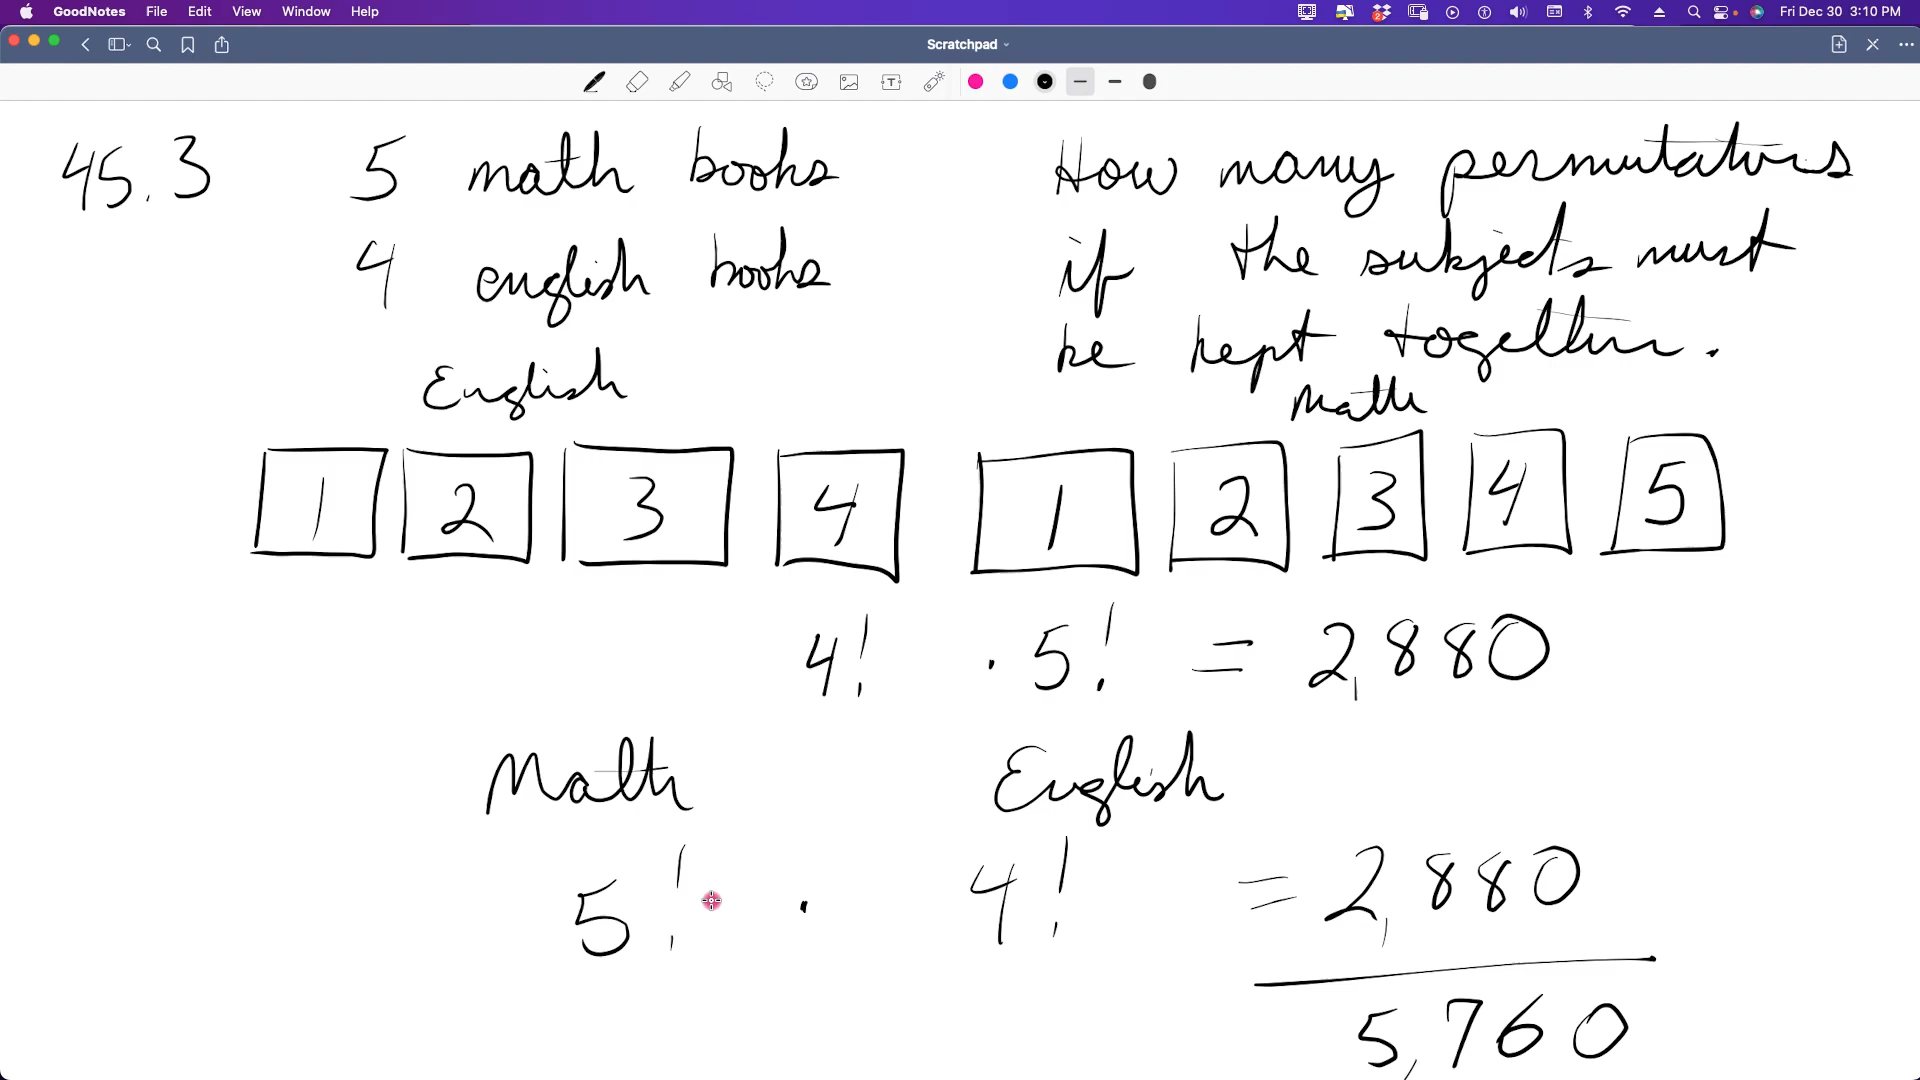 GoodNotes File Edit View Window Help
2
Fri Dec 30 3:10 PM
Scratchpad
T
45.3 5 math books
4 english books
How many permutations
if the subjects must
be kept together.
English
Math
1 2 3 4 1 2 3 4 5
4! · 5! = 2,880
Math English
5! · 4! = 2,880
5,760